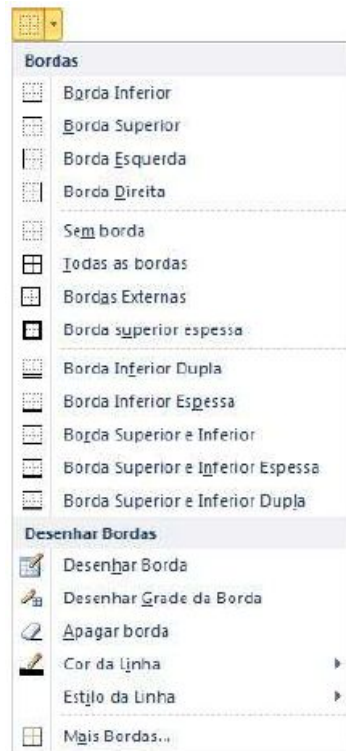 Bordas
Borda Inferior
Borda Superior
Borda Esquerda
Borda Direita
Sem borda
Todas as bordas
Bordas Externas
Borda superior espessa
Borda Inferior Dupla
Borda Inferior Espessa
Borda Superior e Inferior
Borda Superior e Inferior Espessa
Borda Superior e Inferior Dupla
Desenhar Bordas
Desenhar Borda
Desenhar Grade da Borda
Apagar borda
Cor da Linha
Estilo da Linha
Mais Bordas...